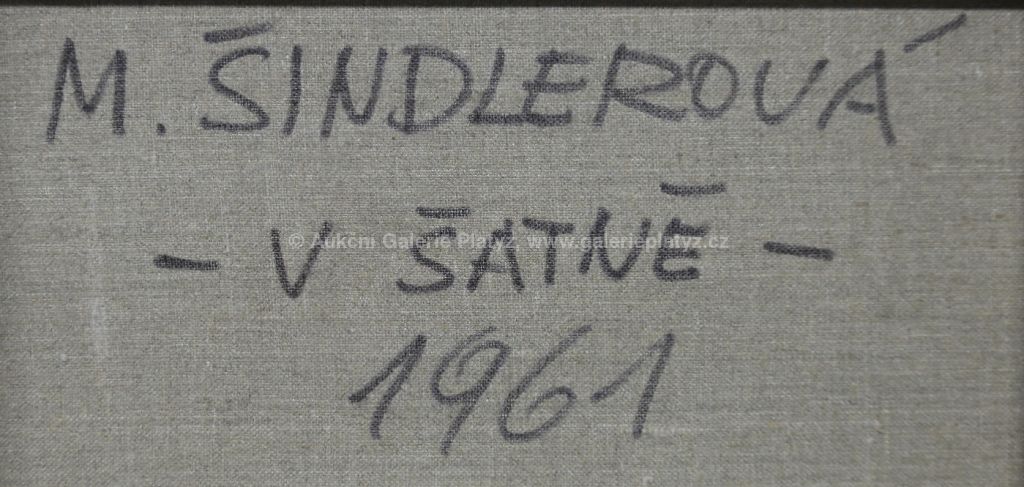 M. ŠINDLEROVÁ
- V ŠATNĚ -
© Aukční Galerie Platýz, www.galerieplatyz.cz
1961